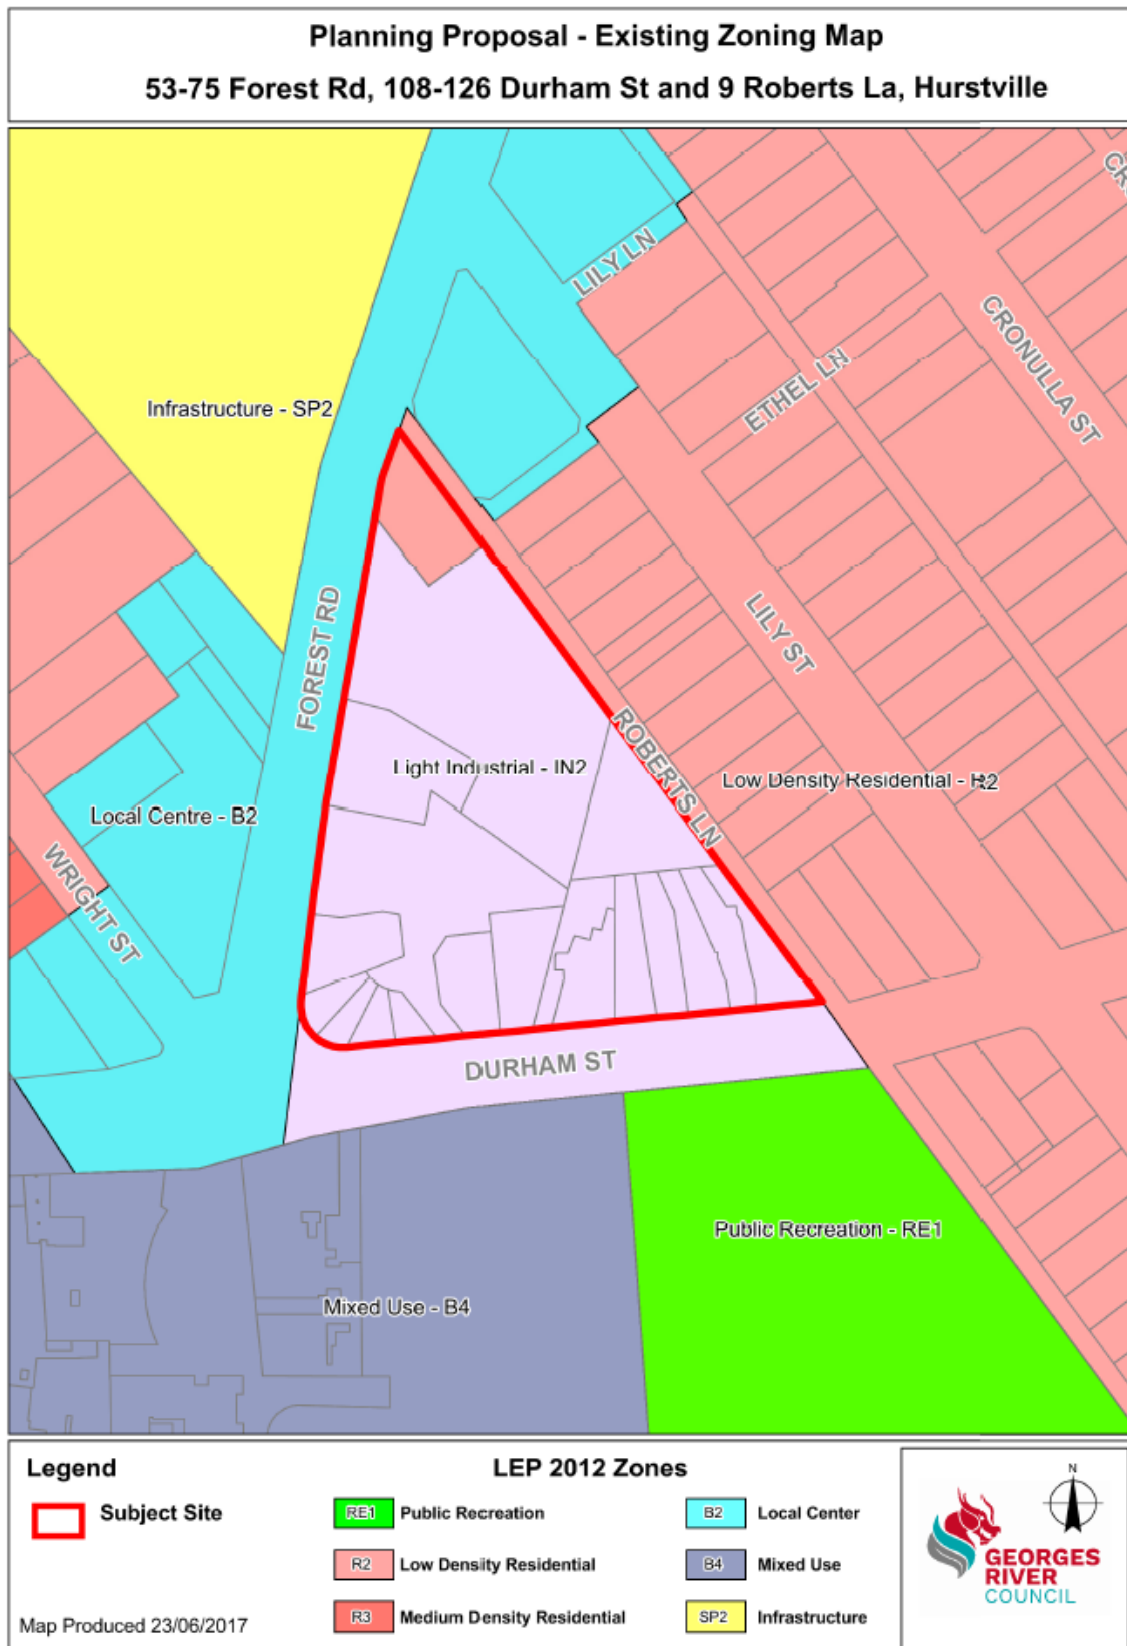 Planning Proposal - Existing Zoning Map
53-75 Forest Rd, 108-126 Durham St and 9 Roberts La, Hurstville
CRONULLA ST
LILY LN
ETHEL LN
Infrastructure - SP2
FOREST RD
LILY ST
ROBERTS LN
Light Industrial - IN2
Low Density Residential - R2
Local Centre - B2
WRIGHT ST
DURHAM ST
Public Recreation - RE1
Mixed Use - B4
Legend
Subject Site
Map Produced 23/06/2017
LEP 2012 Zones
RE1 Public Recreation
R2 Low Density Residential
R3 Medium Density Residential
B2 Local Center
B4 Mixed Use
SP2 Infrastructure
N
GEORGES
RIVER
COUNCIL